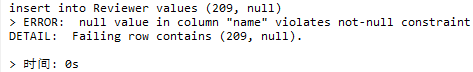 insert into Reviewer values (209, null)
> ERROR:  null value in column "name" violates not-null constraint
DETAIL:  Failing row contains (209, null).
> 时间: 0s